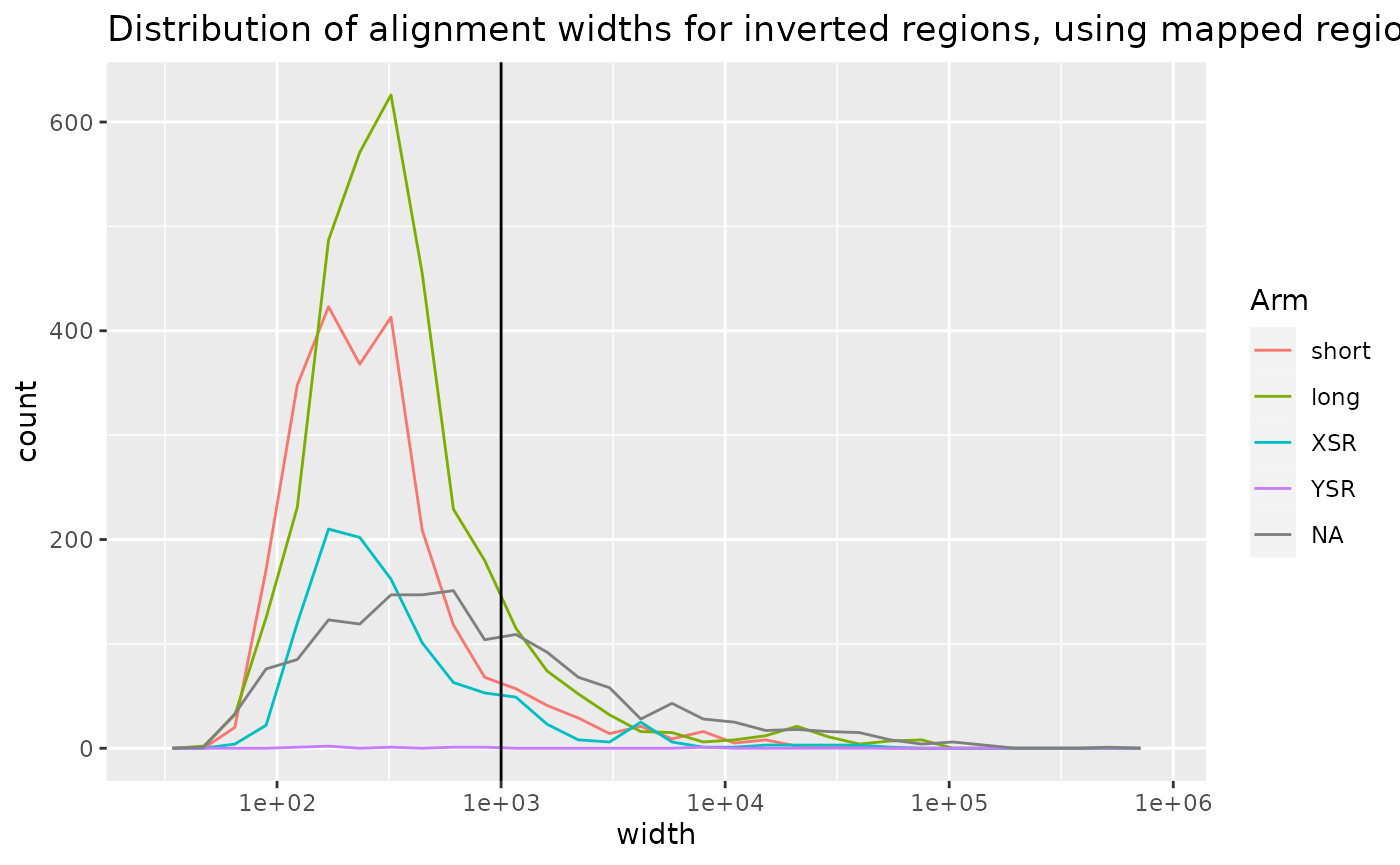 Distribution of alignment widths for inverted regions, using mapped regio
600
400
200
0
count
1e+02
1e+03
1e+04
1e+05
1e+06
width
Arm
short
long
XSR
YSR
NA